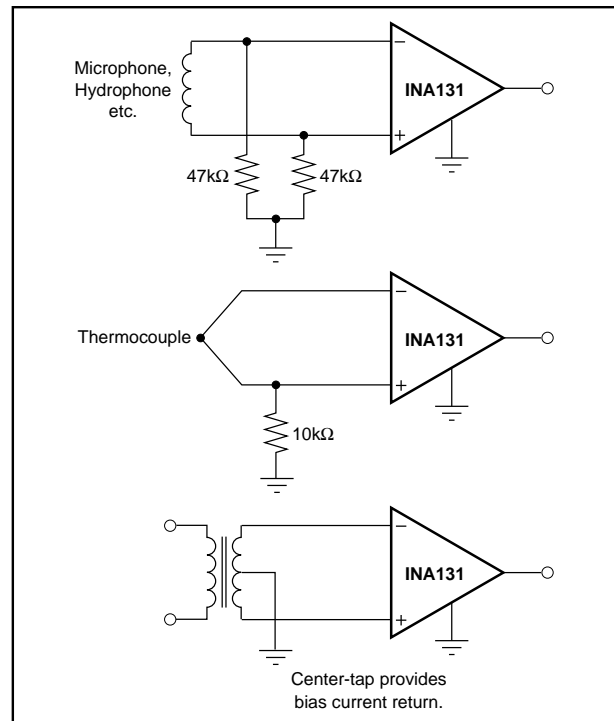 Microphone,
Hydrophone
etc.
−
INA131
+
47kΩ
47kΩ
Thermocouple
−
INA131
+
10kΩ
−
INA131
+
Center-tap provides
bias current return.